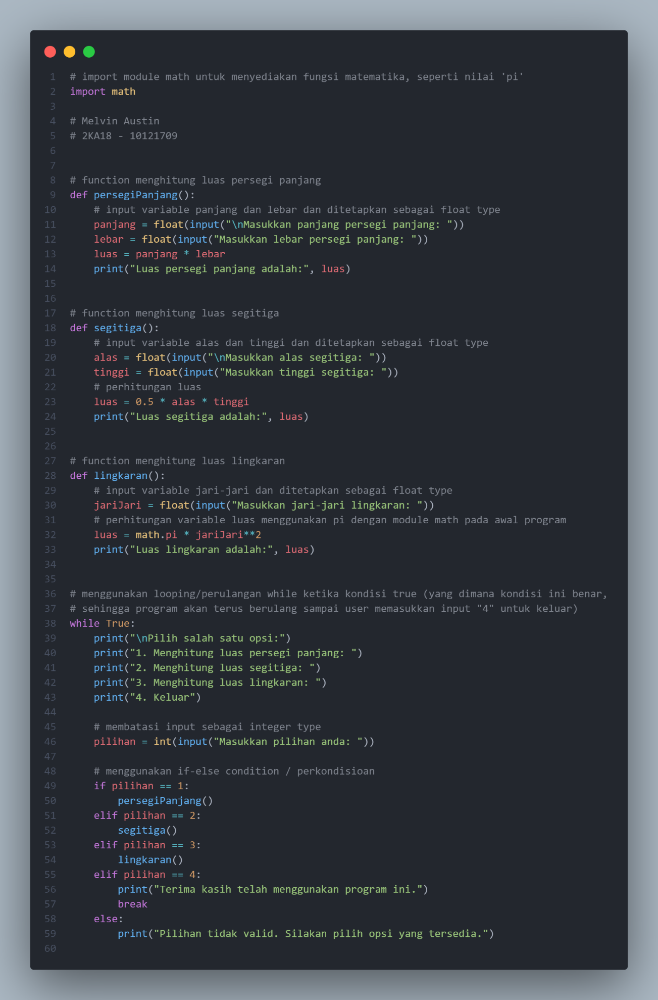 1 # import module math untuk menyediakan fungsi matematika, seperti nilai 'pi'
2 import math
3
4 # Melvin Austin
5 # 2KA18 - 10121709
6
7
8 # function menghitung luas persegi panjang
9 def persegiPanjang():
10     # input variable panjang dan lebar dan ditetapkan sebagai float type
11     panjang = float(input("\nMasukkan panjang persegi panjang: "))
12     lebar = float(input("Masukkan lebar persegi panjang: "))
13     luas = panjang * lebar
14     print("Luas persegi panjang adalah:", luas)
15
16
17 # function menghitung luas segitiga
18 def segitiga():
19     # input variable alas dan tinggi dan ditetapkan sebagai float type
20     alas = float(input("\nMasukkan alas segitiga: "))
21     tinggi = float(input("Masukkan tinggi segitiga: "))
22     # perhitungan luas
23     luas = 0.5 * alas * tinggi
24     print("Luas segitiga adalah:", luas)
25
26
27 # function menghitung luas lingkaran
28 def lingkaran():
29     # input variable jari-jari dan ditetapkan sebagai float type
30     jariJari = float(input("Masukkan jari-jari lingkaran: "))
31     # perhitungan variable luas menggunakan pi dengan module math pada awal program
32     luas = math.pi * jariJari**2
33     print("Luas lingkaran adalah:", luas)
34
35
36 # menggunakan looping/perulangan while ketika kondisi true (yang dimana kondisi ini benar,
37 # sehingga program akan terus berulang sampai user memasukkan input "4" untuk keluar)
38 while True:
39     print("\nPilih salah satu opsi:")
40     print("1. Menghitung luas persegi panjang: ")
41     print("2. Menghitung luas segitiga: ")
42     print("3. Menghitung luas lingkaran: ")
43     print("4. Keluar")
44
45     # membatasi input sebagai integer type
46     pilihan = int(input("Masukkan pilihan anda: "))
47
48     # menggunakan if-else condition / perkondisioan
49     if pilihan == 1:
50         persegiPanjang()
51     elif pilihan == 2:
52         segitiga()
53     elif pilihan == 3:
54         lingkaran()
55     elif pilihan == 4:
56         print("Terima kasih telah menggunakan program ini.")
57         break
58     else:
59         print("Pilihan tidak valid. Silakan pilih opsi yang tersedia.")
60